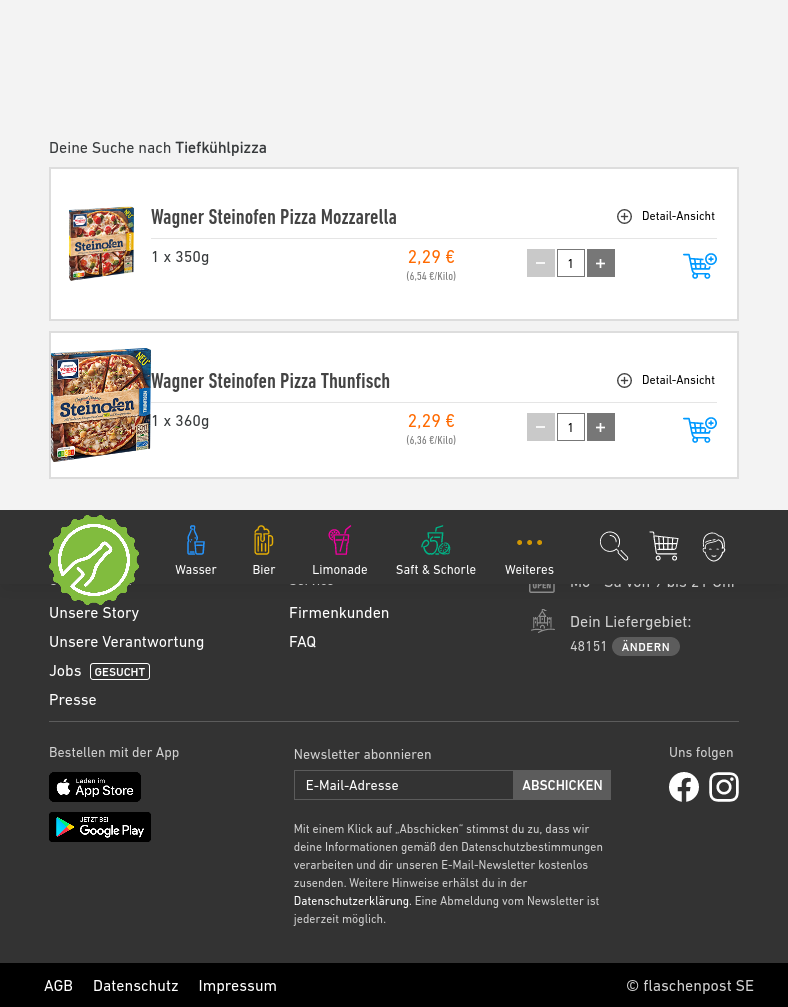 Deine Suche nach Tiefkühlpizza
Wagner Steinofen Pizza Mozzarella
Detail-Ansicht
1 x 350g
2,29 €
(6,54 €/Kilo)
1
Steinofen
Wagner Steinofen Pizza Thunfisch
Detail-Ansicht
1 x 360g
2,29 €
(6,36 €/Kilo)
1
NEU
Wagner
Steinofen
Wasser
Bier
Limonade
Saft & Schorle
Weiteres
OPEN
Unsere Story
Firmenkunden
Dein Liefergebiet:
Unsere Verantwortung
FAQ
48151 ÄNDERN
Jobs GESUCHT
Presse
Bestellen mit der App
Laden im
App Store
JETZT BEI
Google Play
Newsletter abonnieren
E-Mail-Adresse
ABSCHICKEN
Mit einem Klick auf „Abschicken“ stimmst du zu, dass wir
deine Informationen gemäß den Datenschutzbestimmungen
verarbeiten und dir unseren E-Mail-Newsletter kostenlos
zusenden. Weitere Hinweise erhälst du in der
Datenschutzerklärung. Eine Abmeldung vom Newsletter ist
jederzeit möglich.
Uns folgen
AGB
Datenschutz
Impressum
© flaschenpost SE